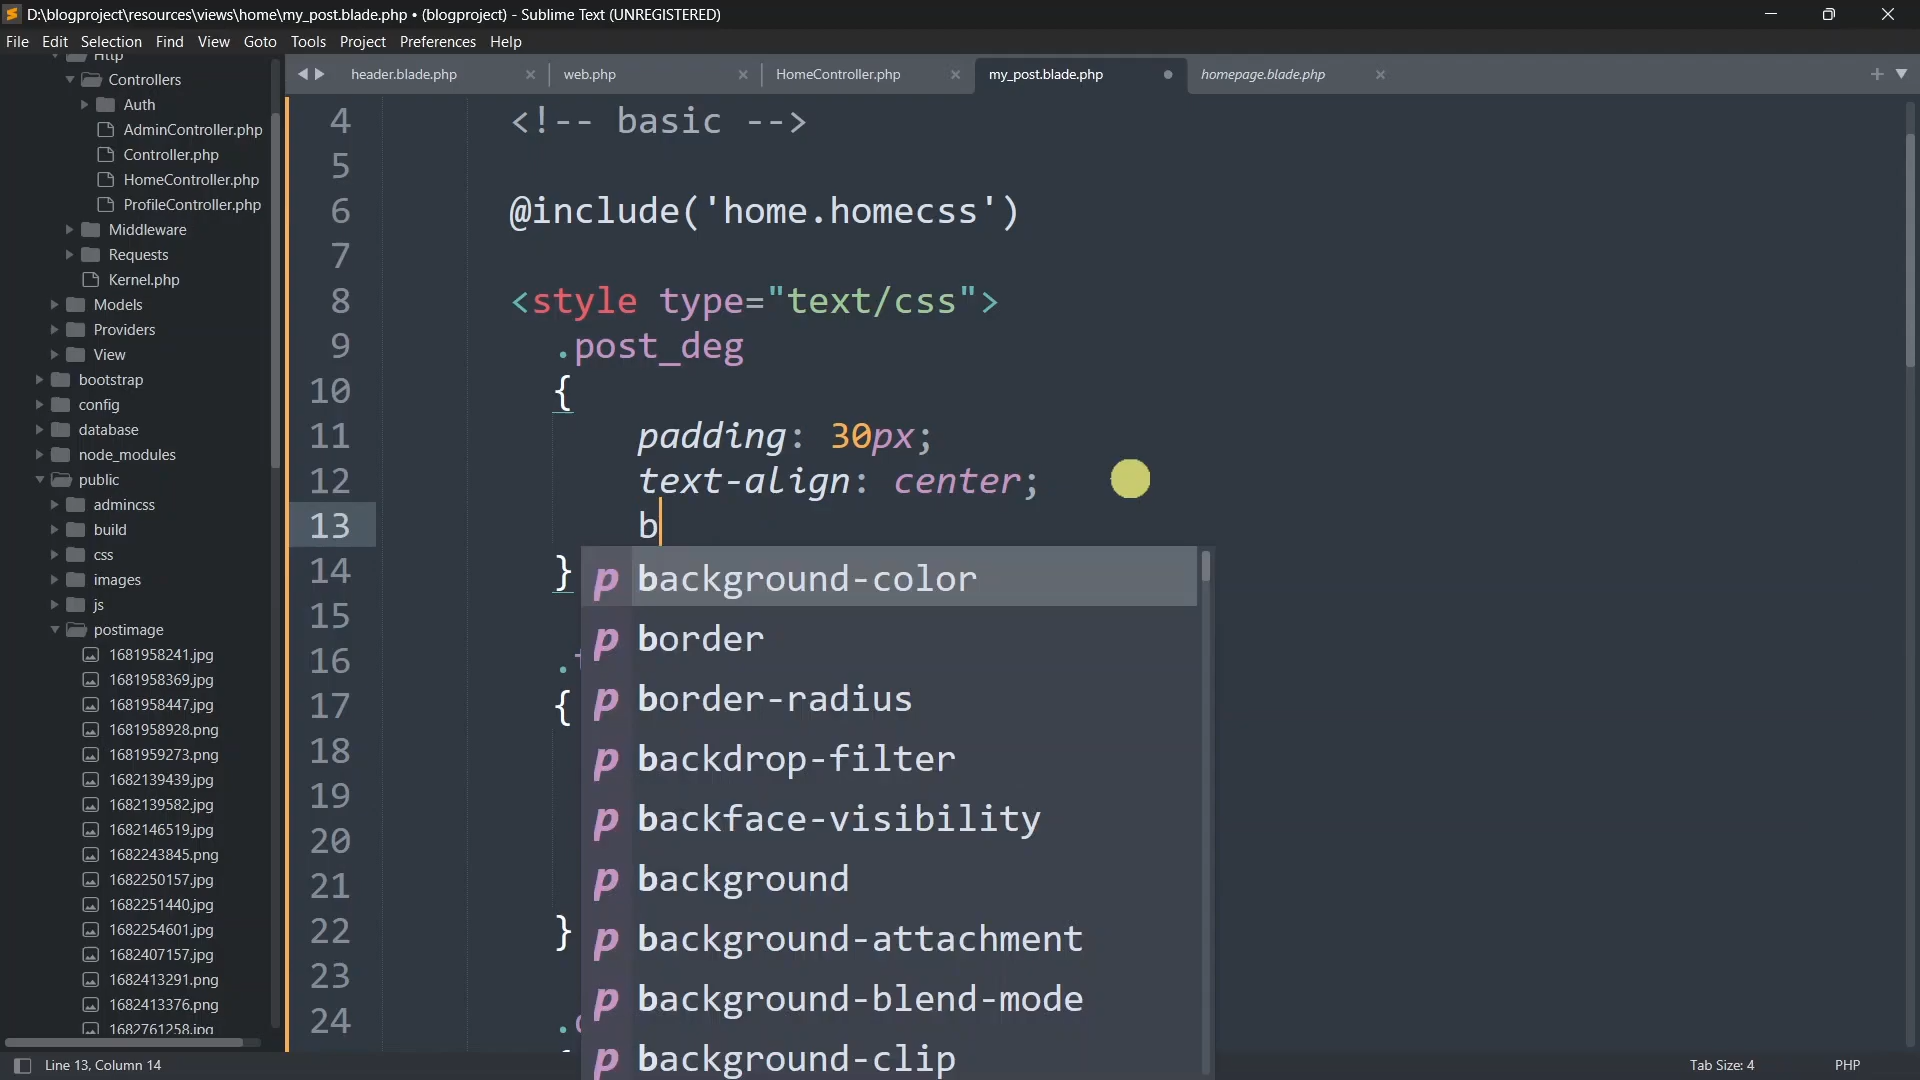 D:\blogproject\resources\views\home\my_post.blade.php • (blogproject) - Sublime Text (UNREGISTERED)
File Edit Selection Find View Goto Tools Project Preferences Help
header.blade.php web.php HomeController.php my_post.blade.php homepage.blade.php
Http
Controllers
Auth
AdminController.php
Controller.php
HomeController.php
ProfileController.php
Middleware
Requests
Kernel.php
Models
Providers
View
bootstrap
config
database
node_modules
public
admincss
build
css
images
js
postimage
1681958241.jpg
1681958369.jpg
1681958447.jpg
1681958928.png
1681959273.png
1682139439.jpg
1682139582.jpg
1682146519.jpg
1682243845.png
1682250157.jpg
1682251440.jpg
1682254601.jpg
1682407157.jpg
1682413291.png
1682413376.png
1682761258.jpg
4 <!-- basic -->
5
6 @include('home.homecss')
7
8 <style type="text/css">
9 .post_deg
10 {
11 padding: 30px;
12 text-align: center;
13 b
14 }
15
16 .
17 {
18
19
20
21
22 }
23
24 .
p background-color
p border
p border-radius
p backdrop-filter
p backface-visibility
p background
p background-attachment
p background-blend-mode
p background-clip
Line 13, Column 14 Tab Size: 4 PHP